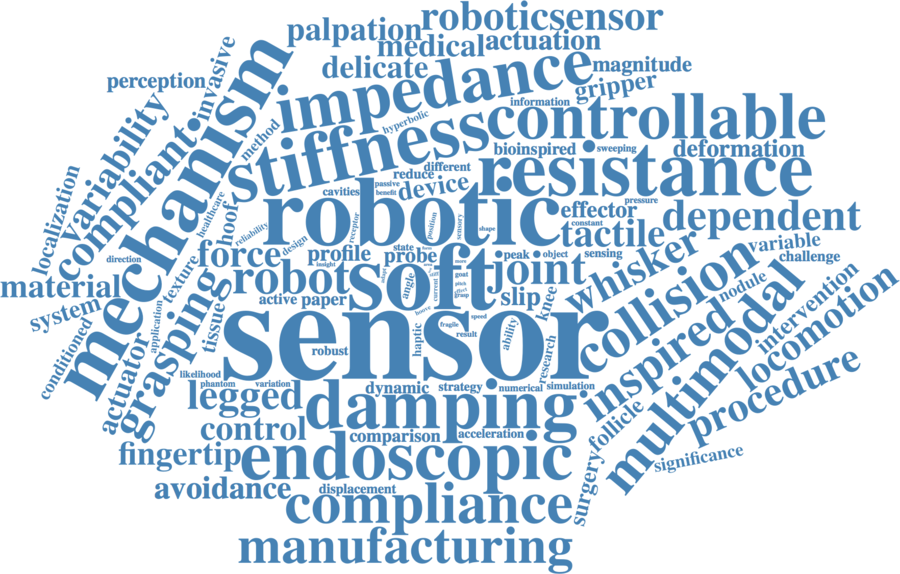 roboticsensor
palpation
medical
actuation
perception
invasive
delicate
impedance
magnitude
gripper
information
mechanism
variability
compliant
method
hyperbolic
stiffness
controllable
bioinspired
sweeping
deformation
resistance
different
reduce
cavities
passive
benefit
device
localization
healthcare
hoof
robotic
receptor
position
sensory
shape
pressure
effector
constant
dependent
tactile
reliability
design
direction
force
profile
insight
state
probe
peak
object
sensing
whisker
variable
challenge
material
system
texture
robot
soft
angle
current
goat
grasp
joint
collision
nodule
active paper
slip
knee
multimodal
intervention
locomotion
conditioned
application
grasping
tissue
sensor
hoove
speed
fragile
result
haptic
ability
robust
research
inspired
actuator
likelihood
phantom
variation
dynamic
strategy
numerical
simulation
legged
damping
follicle
procedure
control
comparison
acceleration
significance
fingertip
endoscopic
surgery
avoidance
displacement
compliance
manufacturing